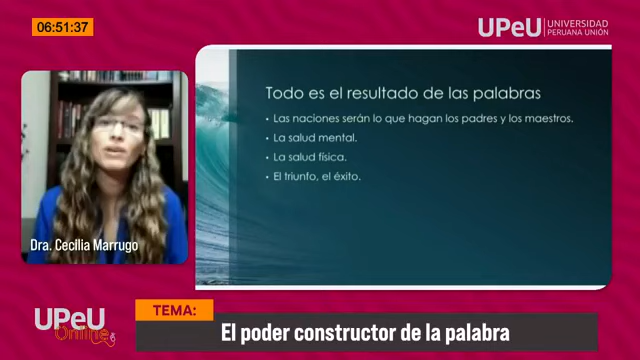 06:51:37
UPeU
UNIVERSIDAD
PERUANA UNIÓN
Todo es el resultado de las palabras
• Las naciones serán lo que hagan los padres y los maestros.
• La salud mental.
• La salud física.
• El triunfo, el éxito.
Dra. Cecilia Marrugo
UPeU
Online
TEMA:
El poder constructor de la palabra